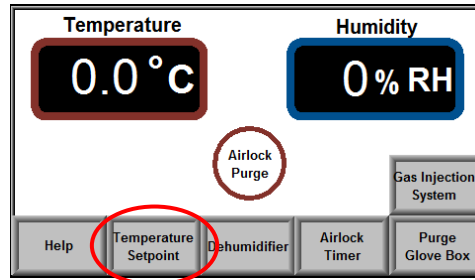 Temperature
Humidity
0.0°C
0% RH
Airlock
Purge
Gas Injection
System
Help
Temperature
Setpoint
Dehumidifier
Airlock
Timer
Purge
Glove Box